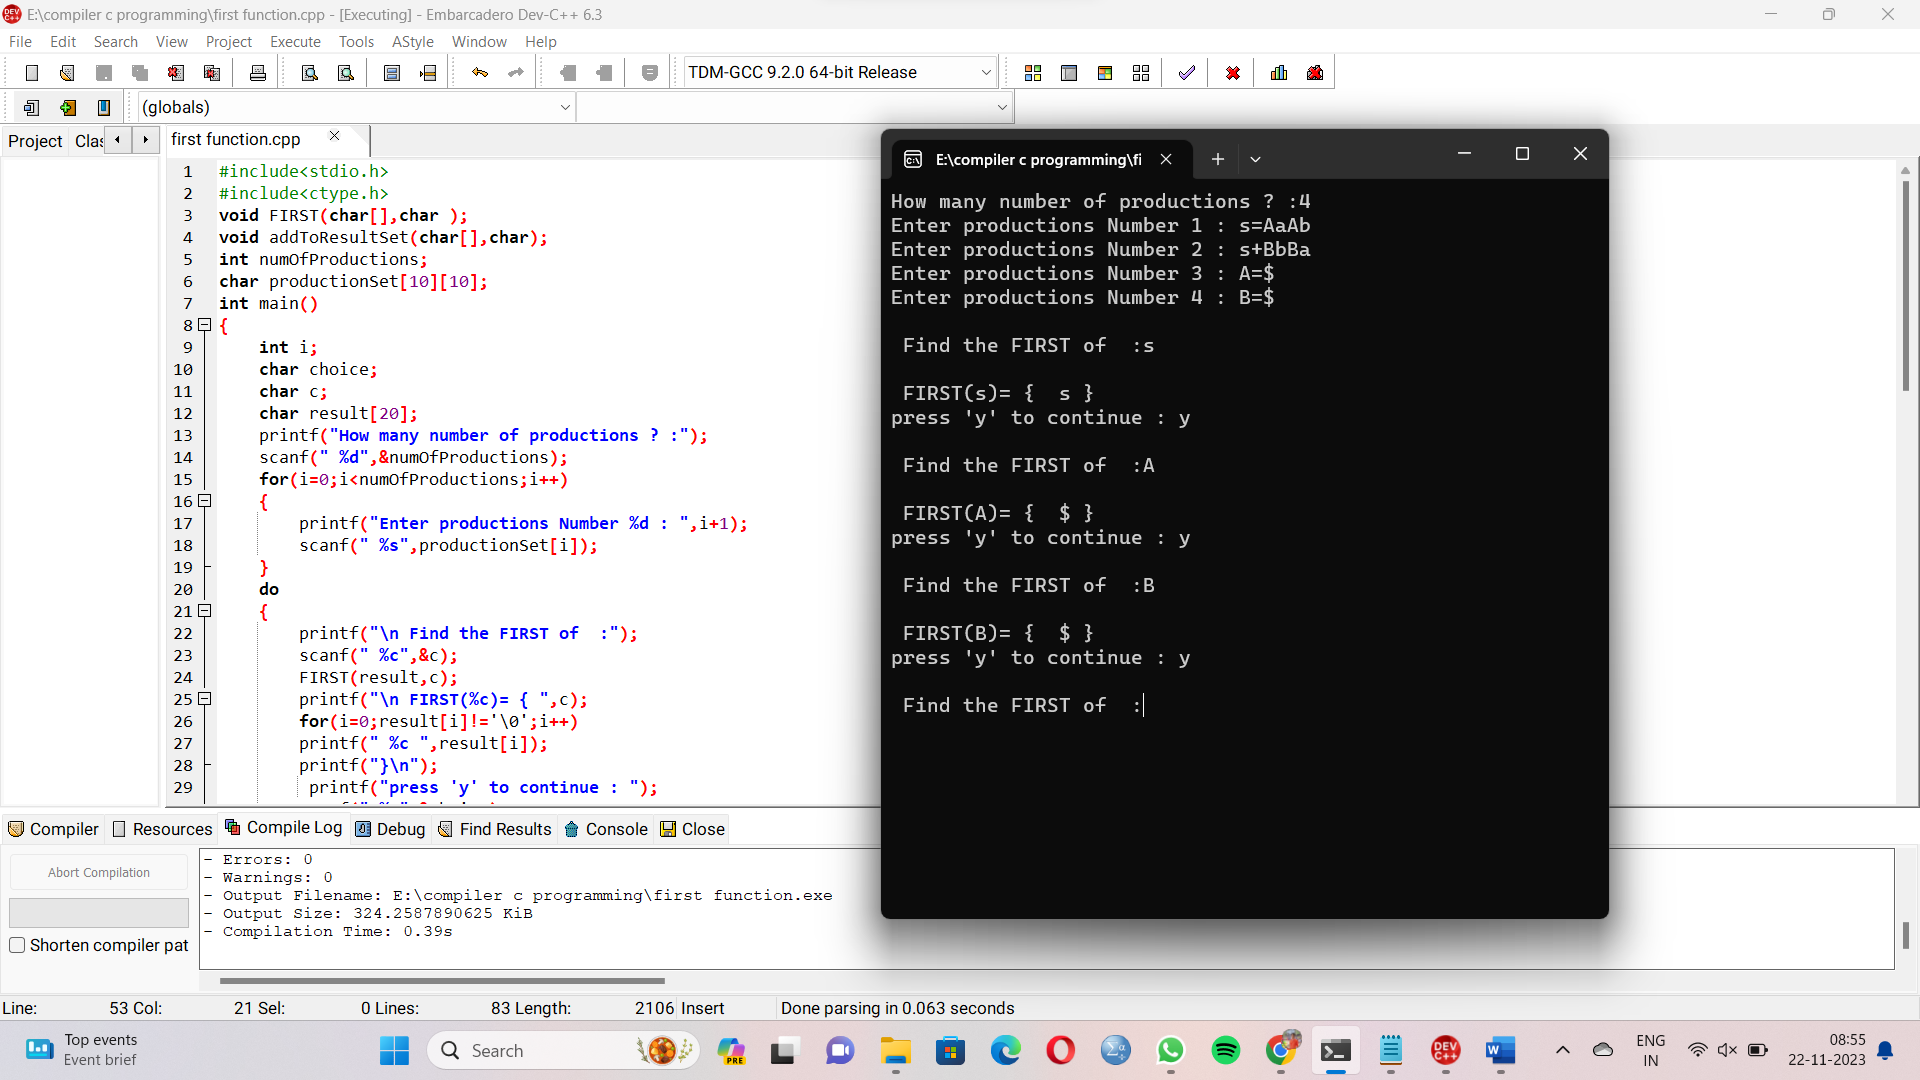 E:\compiler c programming\first function.cpp - [Executing] - Embarcadero Dev-C++ 6.3
File Edit Search View Project Execute Tools AStyle Window Help
TDM-GCC 9.2.0 64-bit Release
(globals)
Project Clas
first function.cpp
1 #include<stdio.h>
2 #include<ctype.h>
3 void FIRST(char[],char );
4 void addToResultSet(char[],char);
5 int numOfProductions;
6 char productionSet[10][10];
7 int main()
8 {
9 int i;
10 char choice;
11 char c;
12 char result[20];
13 printf("How many number of productions ? :");
14 scanf(" %d",&numOfProductions);
15 for(i=0;i<numOfProductions;i++)
16 {
17 printf("Enter productions Number %d : ",i+1);
18 scanf(" %s",productionSet[i]);
19 }
20 do
21 {
22 printf("\n Find the FIRST of  :");
23 scanf(" %c",&c);
24 FIRST(result,c);
25 printf("\n FIRST(%c)= { ",c);
26 for(i=0;result[i]!='\0';i++)
27 printf(" %c ",result[i]);
28 printf("}\n");
29 printf("press 'y' to continue : ");
E:\compiler c programming\fi
How many number of productions ? :4
Enter productions Number 1 : s=AaAb
Enter productions Number 2 : s+BbBa
Enter productions Number 3 : A=$
Enter productions Number 4 : B=$
Find the FIRST of  :s
FIRST(s)= {  s }
press 'y' to continue : y
Find the FIRST of  :A
FIRST(A)= {  $ }
press 'y' to continue : y
Find the FIRST of  :B
FIRST(B)= {  $ }
press 'y' to continue : y
Find the FIRST of  :
Compiler Resources Compile Log Debug Find Results Console Close
Abort Compilation
Shorten compiler pat
- Errors: 0
- Warnings: 0
- Output Filename: E:\compiler c programming\first function.exe
- Output Size: 324.2587890625 KiB
- Compilation Time: 0.39s
Line: 53 Col: 21 Sel: 0 Lines: 83 Length: 2106 Insert Done parsing in 0.063 seconds
Top events
Event brief
Search
PRE
DEV C++
ENG
IN
08:55
22-11-2023